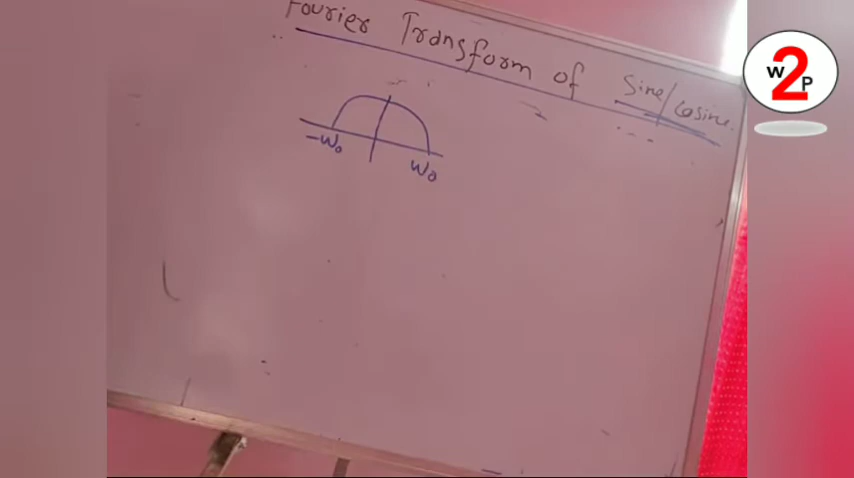 Fourier Transform of Sine/Cosine.
-W₀
W₀
W2P